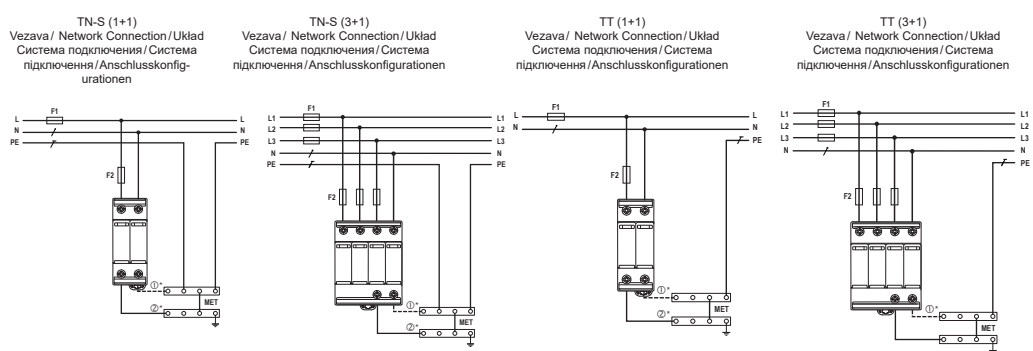 TN-S (1+1)
Vezava / Network Connection / Układ
Система подключения / Система
підключення / Anschlusskonfig-
urationen
F1
L
L
N
N
PE
PE
F2
①*
MET
②*
TN-S (3+1)
Vezava / Network Connection / Układ
Система подключения / Система
підключення / Anschlusskonfigurationen
F1
L1
L1
L2
L2
L3
L3
N
N
PE
PE
F2
①*
MET
②*
TT (1+1)
Vezava / Network Connection / Układ
Система подключения / Система
підключення / Anschlusskonfigurationen
F1
L
L
N
N
PE
F2
①*
MET
②*
TT (3+1)
Vezava / Network Connection / Układ
Система подключения / Система
підключення / Anschlusskonfigurationen
F1
L1
L1
L2
L2
L3
L3
N
N
PE
F2
①*
MET
②*